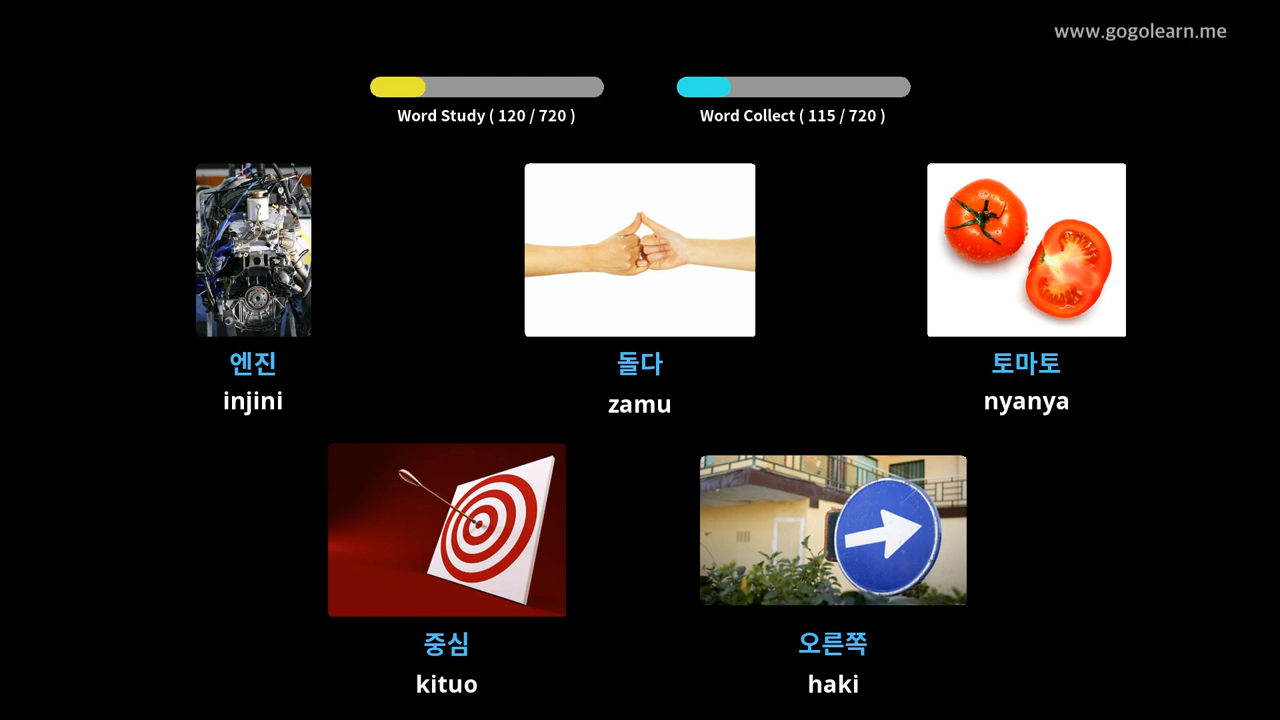 www.gogolearn.me
Word Study ( 120 / 720 )
Word Collect ( 115 / 720 )
엔진
injini
돌다
zamu
토마토
nyanya
중심
kituo
오른쪽
haki